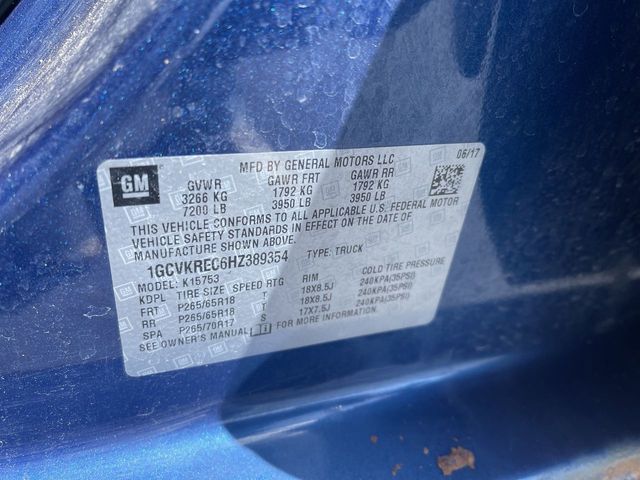 MFD BY GENERAL MOTORS LLC 06/17
GM GVWR GAWR FRT GAWR RR
3266 KG 1792 KG 1792 KG
7200 LB 3950 LB 3950 LB
THIS VEHICLE CONFORMS TO ALL APPLICABLE U.S. FEDERAL MOTOR
VEHICLE SAFETY STANDARDS IN EFFECT ON THE DATE OF
MANUFACTURE SHOWN ABOVE.
1GCVKREC6HZ389354 TYPE: TRUCK
MODEL: K15753
KDPL TIRE SIZE SPEED RTG RIM COLD TIRE PRESSURE
FRT P265/65R18 T 18X8.5J 240KPA(35PSI)
RR P265/65R18 T 18X8.5J 240KPA(35PSI)
SPA P265/70R17 S 17X7.5J 240KPA(35PSI)
SEE OWNER'S MANUAL FOR MORE INFORMATION.